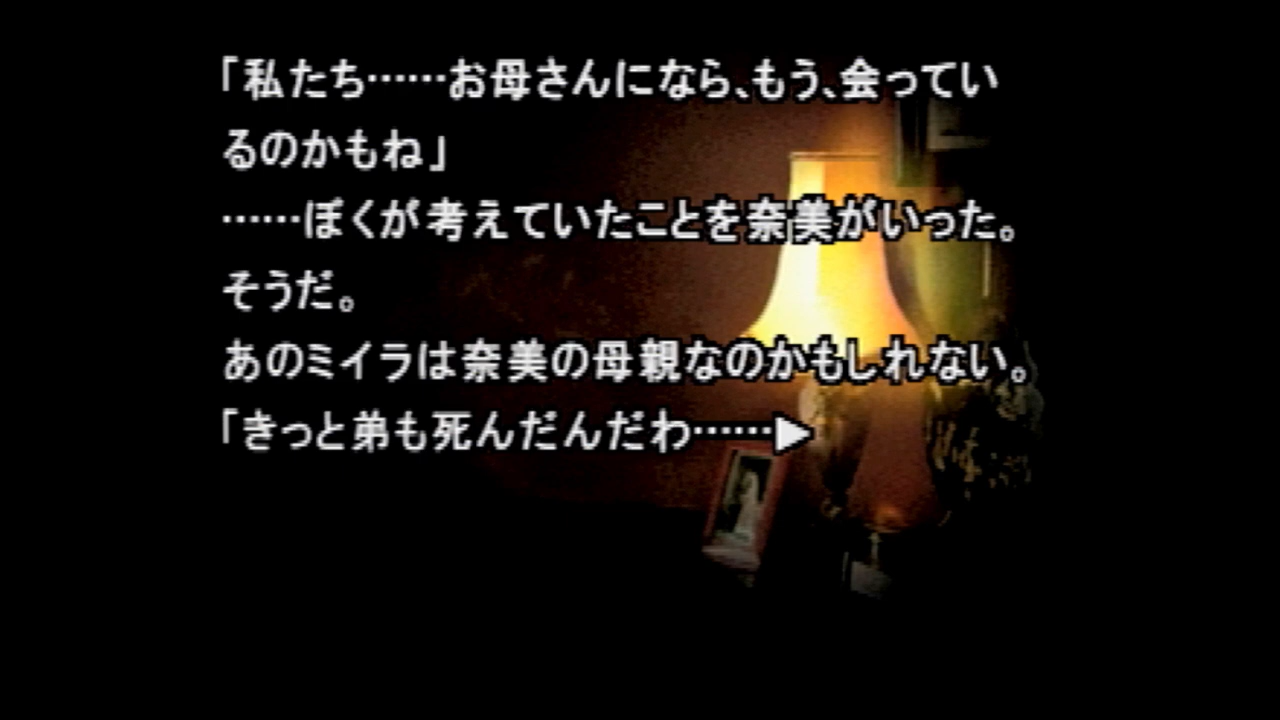 「私たち……お母さんになら、もう、会ってい
るのかもね」
……ぼくが考えていたことを奈美がいった。
そうだ。
あのミイラは奈美の母親なのかもしれない。
「きっと弟も死んだんだわ……▶